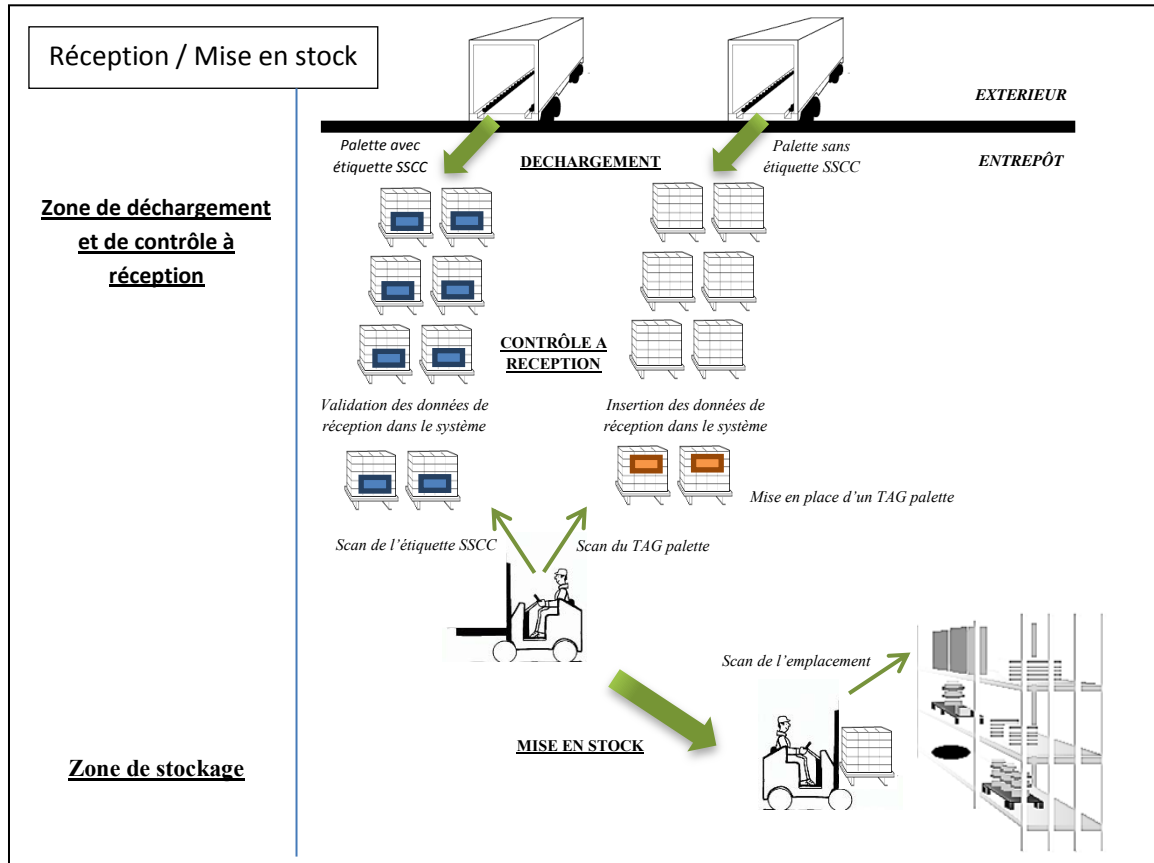 Réception / Mise en stock
EXTERIEUR
Palette avec
étiquette SSCC
DECHARGEMENT
Palette sans
étiquette SSCC
ENTREPÔT
Zone de déchargement
et de contrôle à
réception
CONTRÔLE A
RECEPTION
Validation des données de
réception dans le système
Insertion des données de
réception dans le système
Mise en place d'un TAG palette
Scan de l'étiquette SSCC
Scan du TAG palette
Scan de l'emplacement
MISE EN STOCK
Zone de stockage